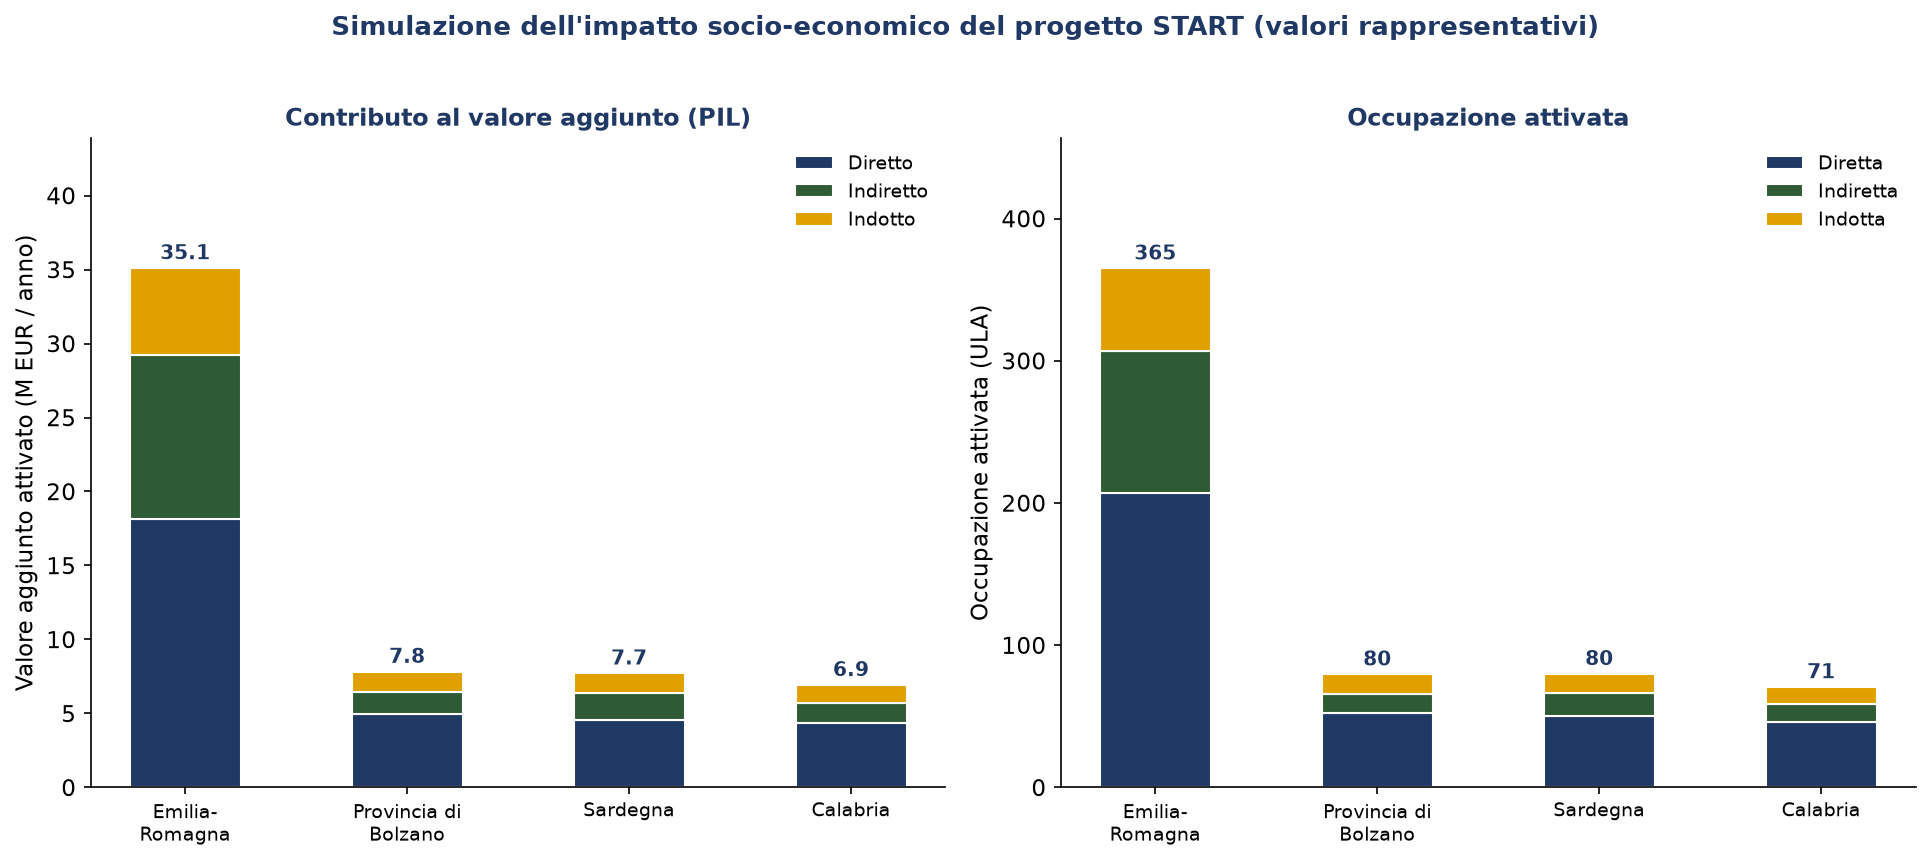 Simulazione dell'impatto socio-economico del progetto START (valori rappresentativi)
Contributo al valore aggiunto (PIL)
Valore aggiunto attivato (M EUR / anno)
40
35
30
25
20
15
10
5
0
Diretto
Indiretto
Indotto
35.1
7.8
7.7
6.9
Emilia-
Romagna
Provincia di
Bolzano
Sardegna
Calabria
Occupazione attivata
Occupazione attivata (ULA)
400
300
200
100
0
Diretta
Indiretta
Indotta
365
80
80
71
Emilia-
Romagna
Provincia di
Bolzano
Sardegna
Calabria